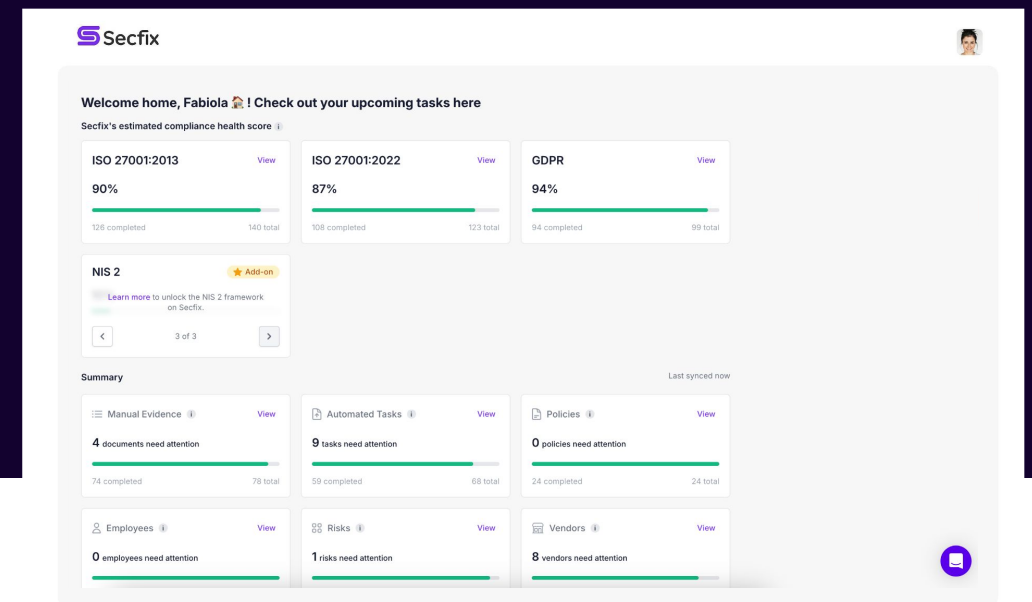 Secfix
Welcome home, Fabiola 🏠 ! Check out your upcoming tasks here
Secfix's estimated compliance health score i
ISO 27001:2013 View
90%
126 completed 140 total
ISO 27001:2022 View
87%
108 completed 123 total
GDPR View
94%
94 completed 99 total
NIS 2 Add-on
Learn more to unlock the NIS 2 framework
on Secfix.
3 of 3
Summary Last synced now
Manual Evidence i View
4 documents need attention
74 completed 78 total
Automated Tasks i View
9 tasks need attention
59 completed 68 total
Policies i View
0 policies need attention
24 completed 24 total
Employees i View
0 employees need attention
Risks i View
1 risks need attention
Vendors i View
8 vendors need attention